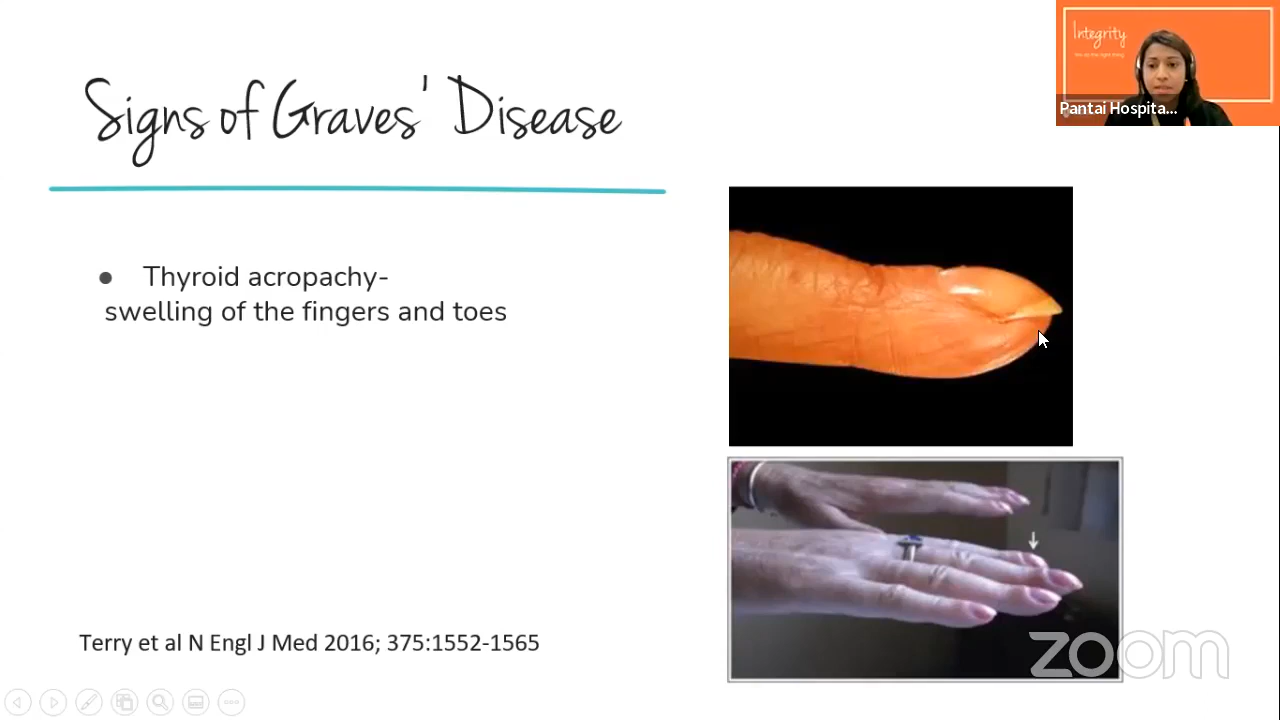 Signs of Graves' Disease
Integrity
Pantai Hospita...
● Thyroid acropachy-
swelling of the fingers and toes
Terry et al N Engl J Med 2016; 375:1552-1565
zoom